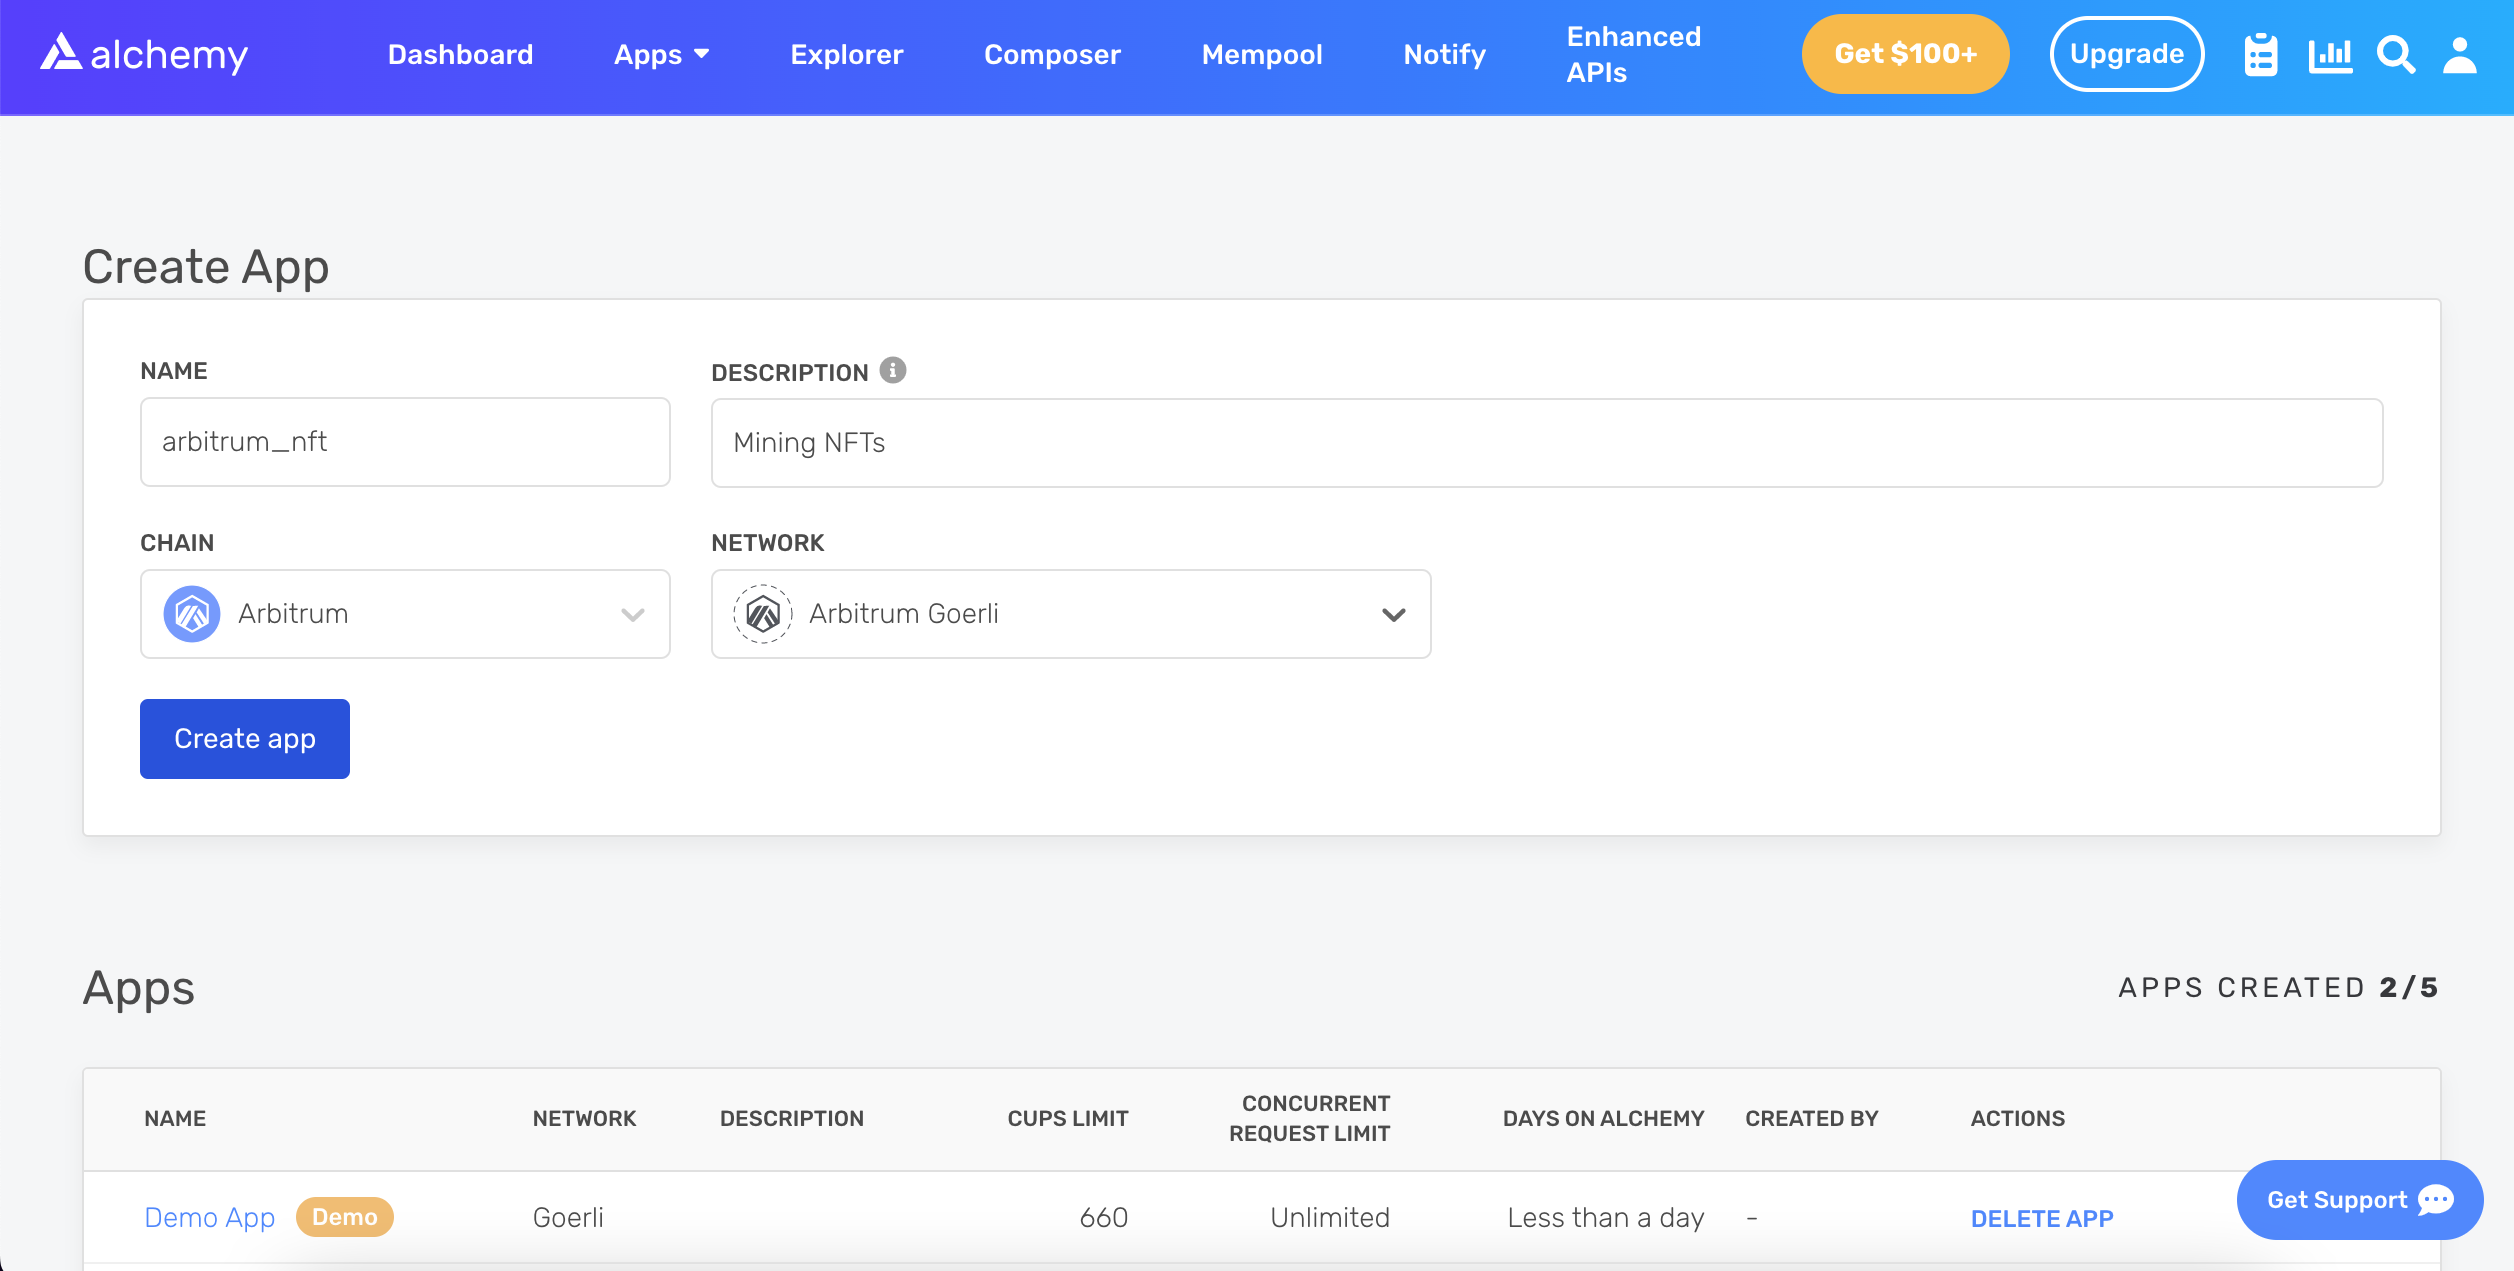 alchemy
Dashboard
Apps
Explorer
Composer
Mempool
Notify
Enhanced
APIs
Get $100+
Upgrade
Create App
NAME
DESCRIPTION
arbitrum_nft
Mining NFTs
CHAIN
NETWORK
Arbitrum
Arbitrum Goerli
Create app
Apps
APPS CREATED 2/5
NAME
NETWORK
DESCRIPTION
CUPS LIMIT
CONCURRENT
REQUEST LIMIT
DAYS ON ALCHEMY
CREATED BY
ACTIONS
Demo App
Demo
Goerli
660
Unlimited
Less than a day
-
DELETE APP
Get Support